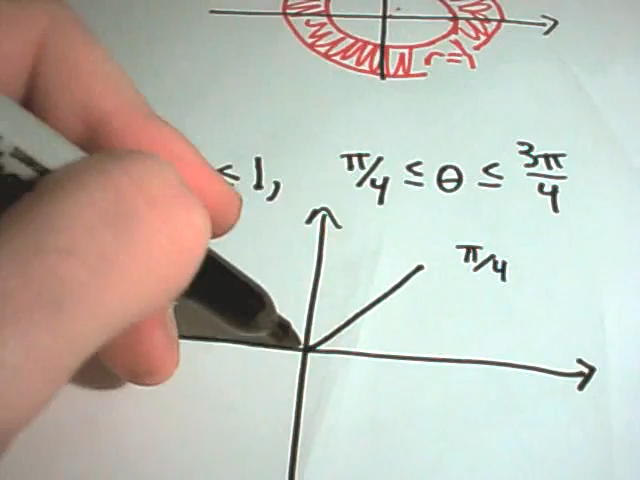 r=1
< 1, π/4 ≤ θ ≤ 3π/4
π/4